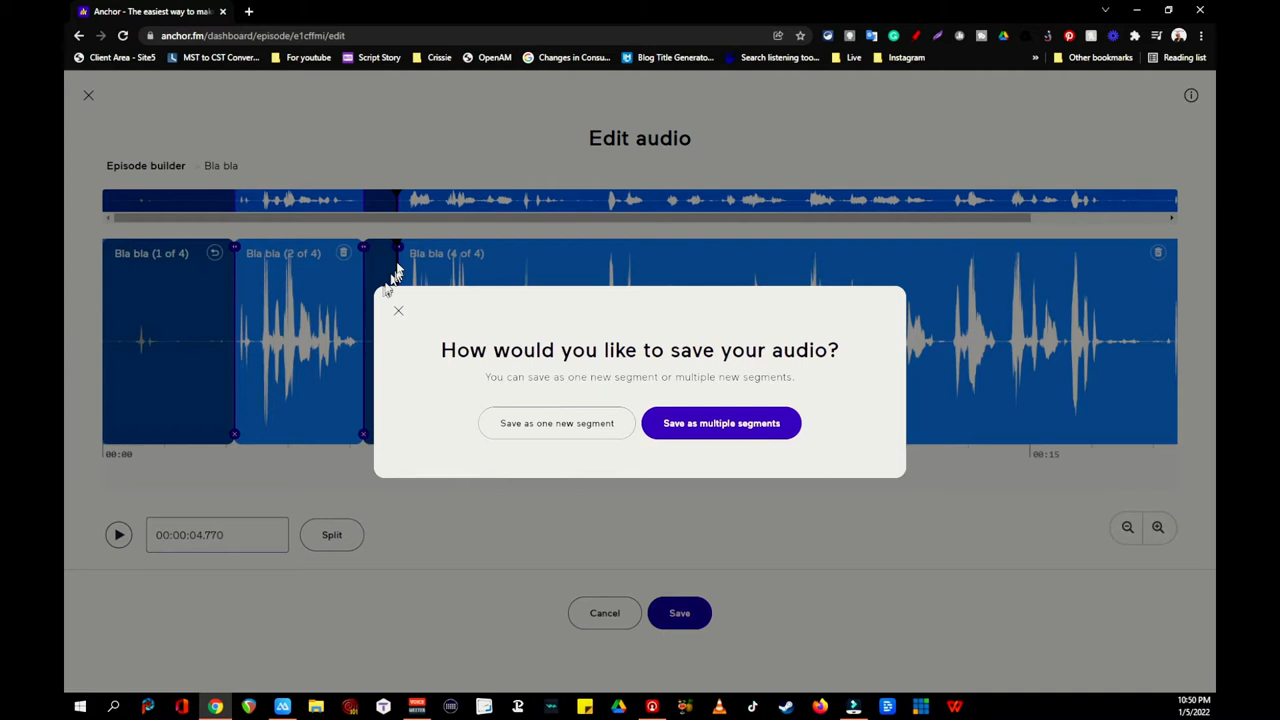 Anchor - The easiest way to mak
anchor.fm/dashboard/episode/e1cffmi/edit
Client Area - Site5
MST to CST Conver...
For youtube
Script Story
Crissie
OpenAM
Changes in Consu...
Blog Title Generato...
Search listening too...
Live
Instagram
»
Other bookmarks
Reading list
Edit audio
Episode builder
Bla bla
Bla bla (1 of 4)
Bla bla (2 of 4)
Bla bla (4 of 4)
How would you like to save your audio?
You can save as one new segment or multiple new segments.
Save as one new segment
Save as multiple segments
00:00
00:15
00:00:04.770
Split
Cancel
Save
10:50 PM
1/5/2022